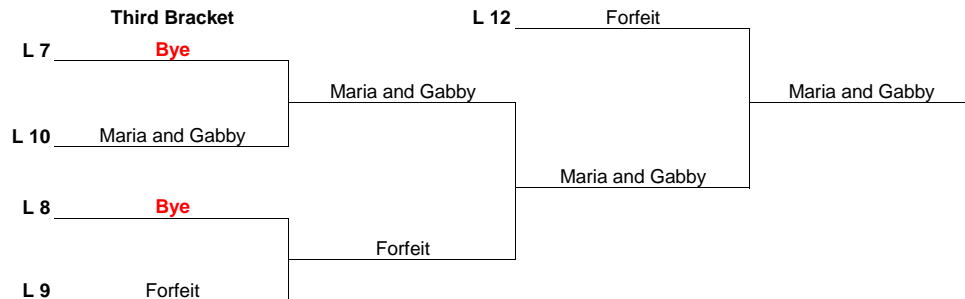 Third Bracket
L 12 Forfeit
L 7 Bye
Maria and Gabby Maria and Gabby
L 10 Maria and Gabby
Maria and Gabby
L 8 Bye
Forfeit
L 9 Forfeit